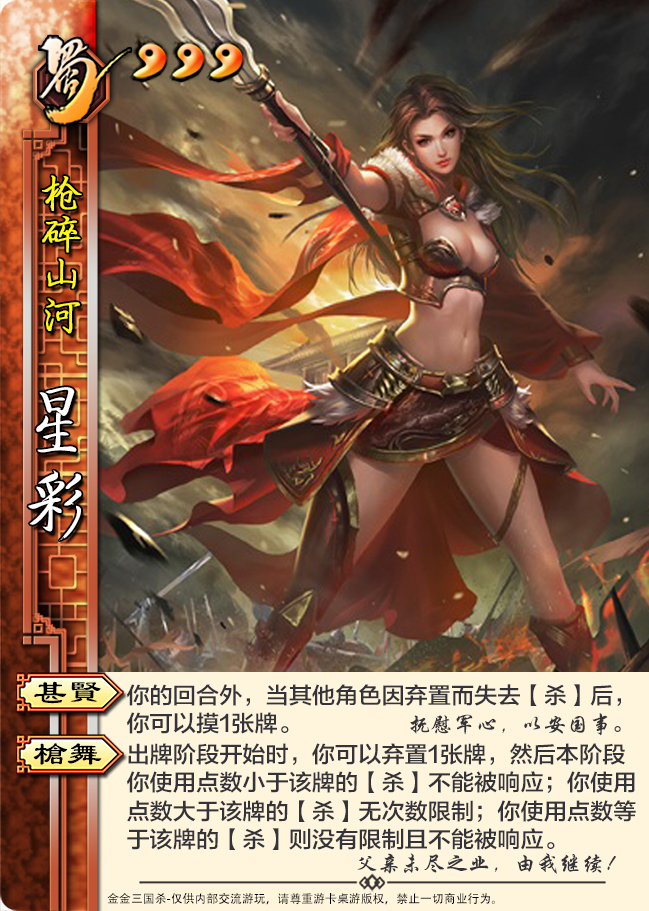 蜀
999
枪碎山河
星彩
甚賢
你的回合外，当其他角色因弃置而失去【杀】后，
你可以摸1张牌。 抚慰军心，以安国事。
槍舞
出牌阶段开始时，你可以弃置1张牌，然后本阶段
你使用点数小于该牌的【杀】不能被响应；你使用
点数大于该牌的【杀】无次数限制；你使用点数等
于该牌的【杀】则没有限制且不能被响应。
父亲未尽之业，由我继续！
金金三国杀-仅供内部交流游玩，请尊重游卡桌游版权，禁止一切商业行为。